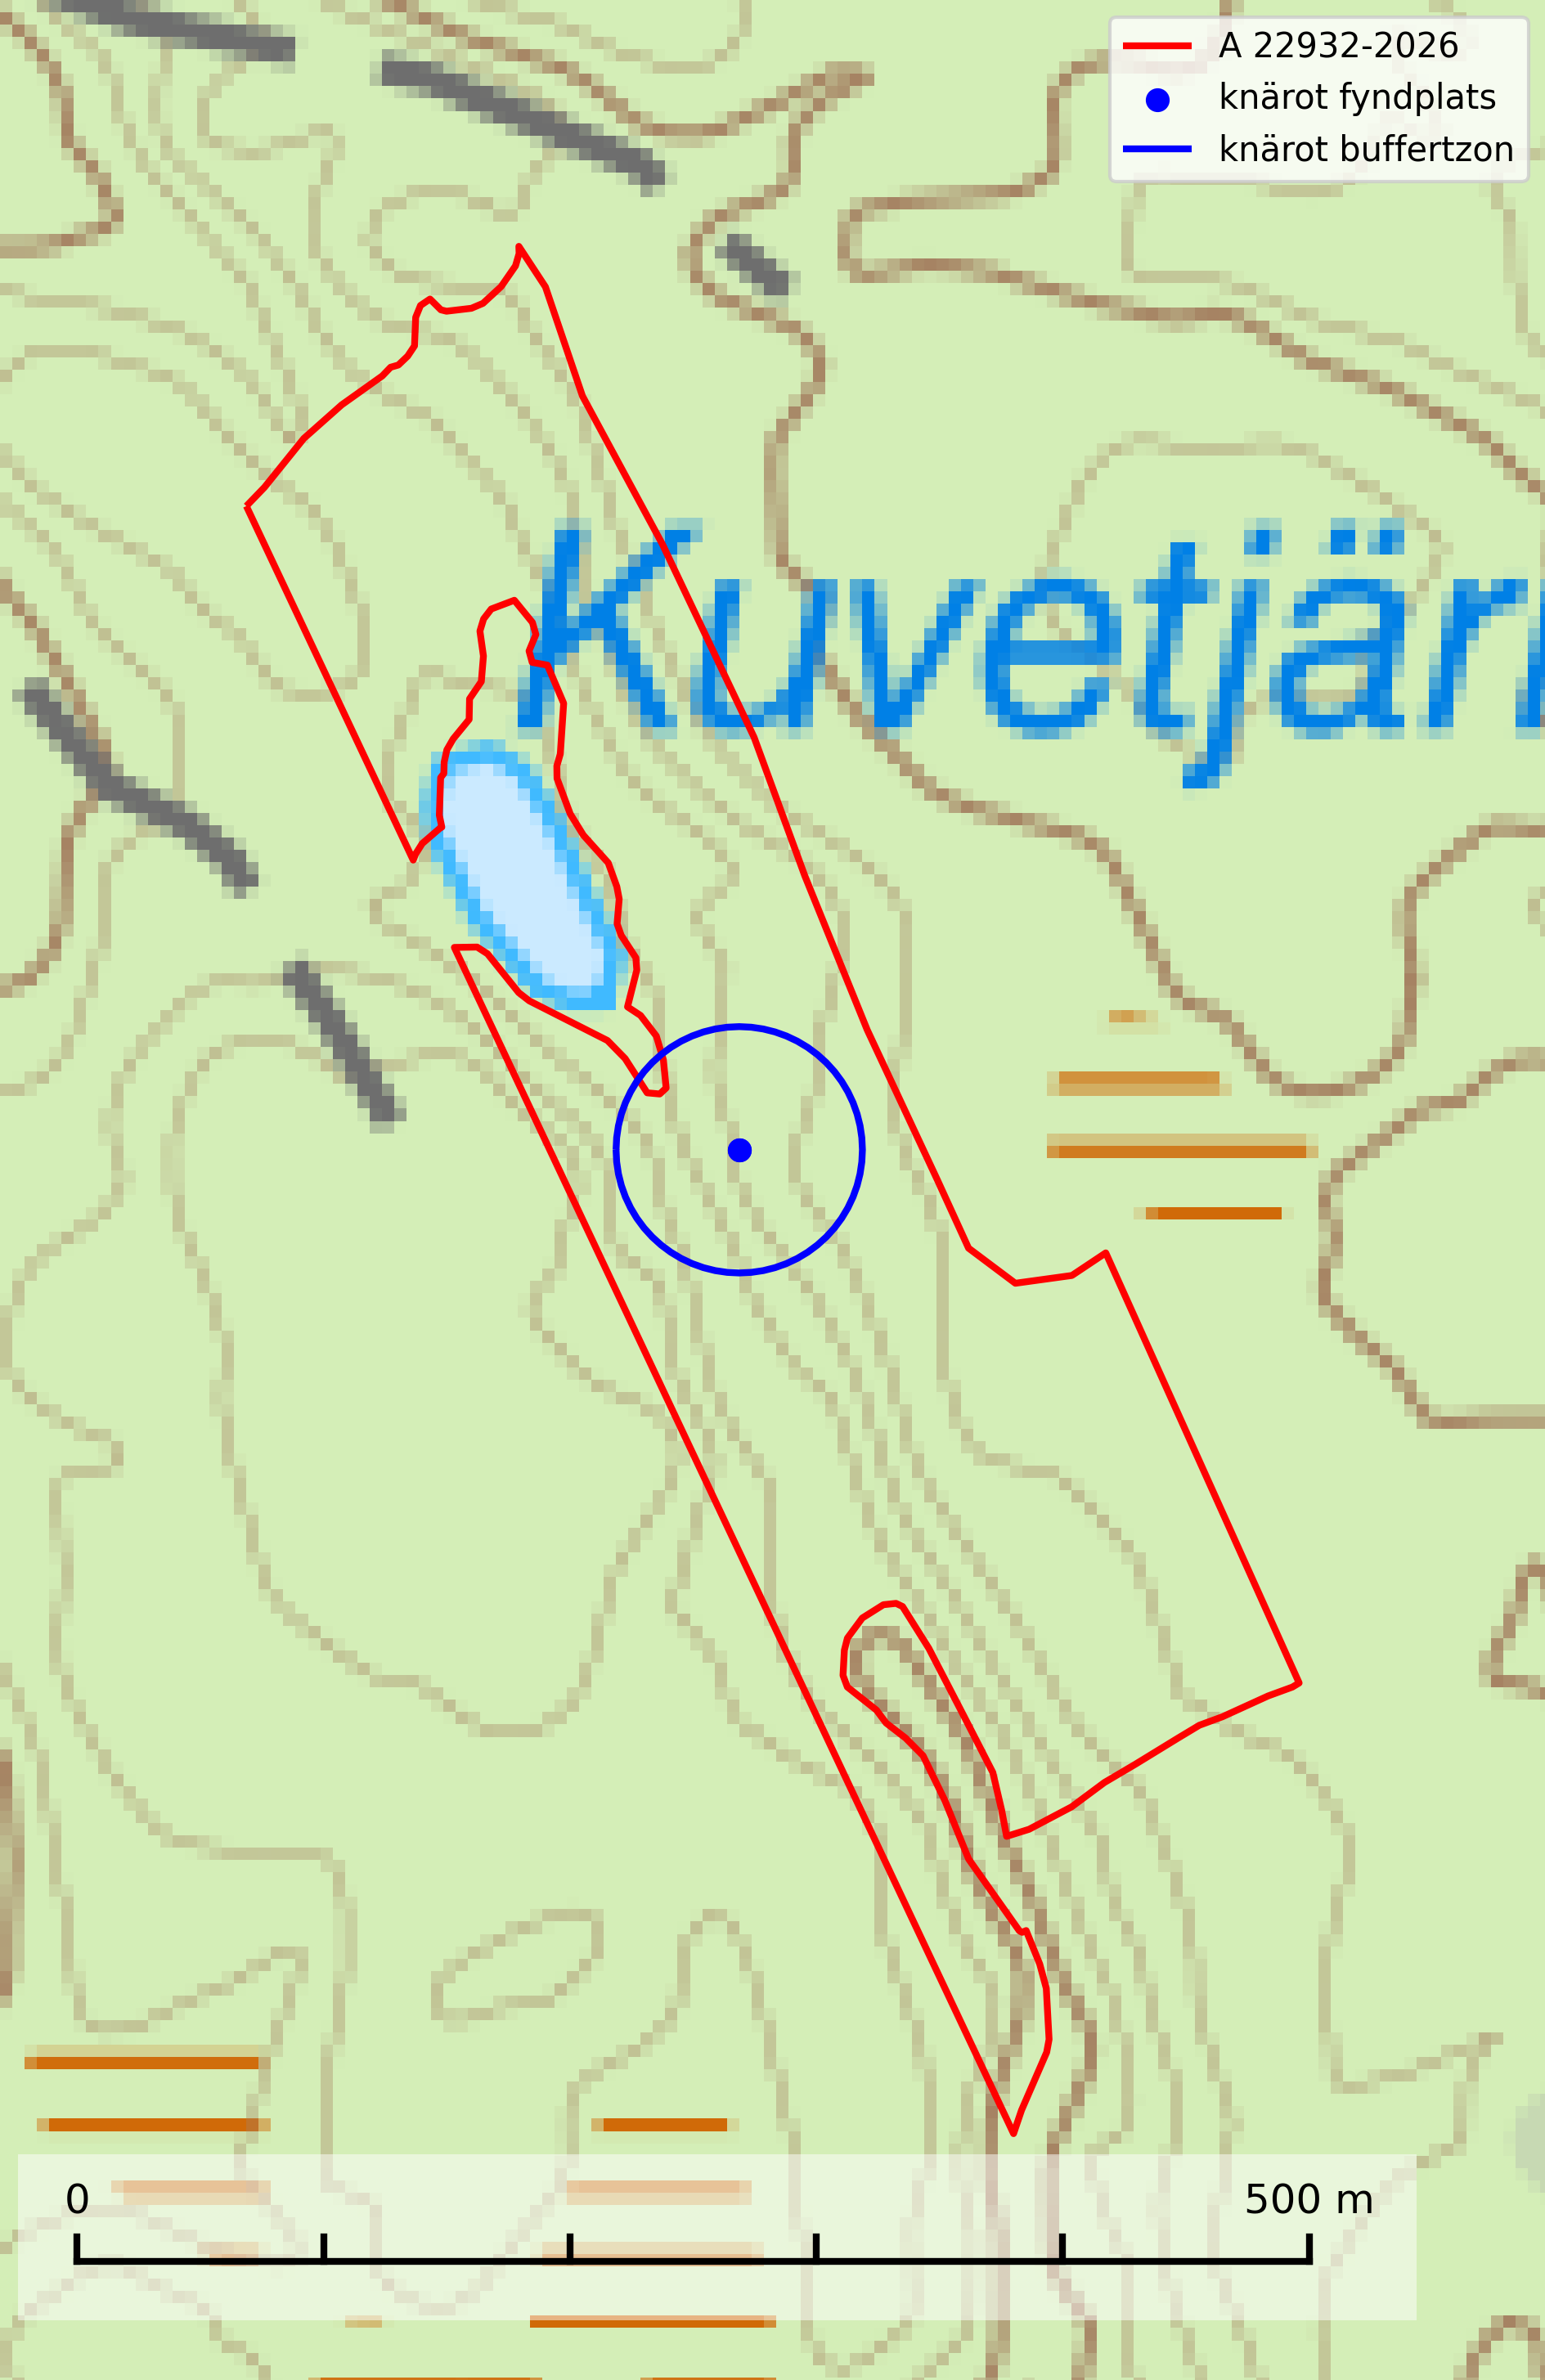 A 22932-2026
knärot fyndplats
knärot buffertzon
Kuvetjärn
0
500 m